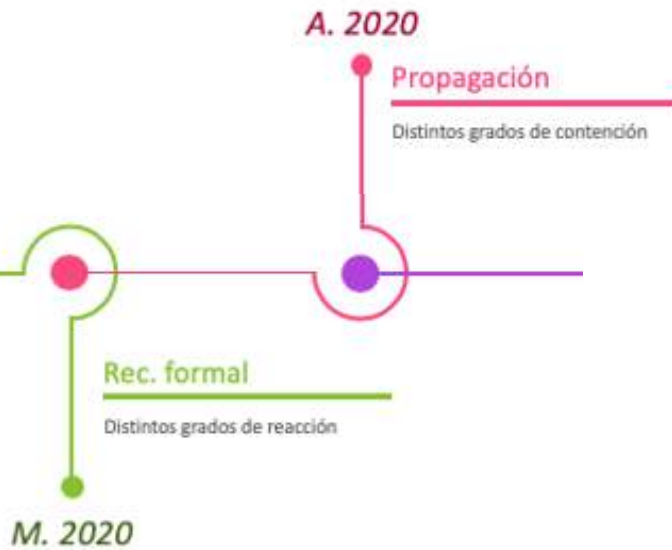 A. 2020
Propagación
Distintos grados de contención
Rec. formal
Distintos grados de reacción
M. 2020